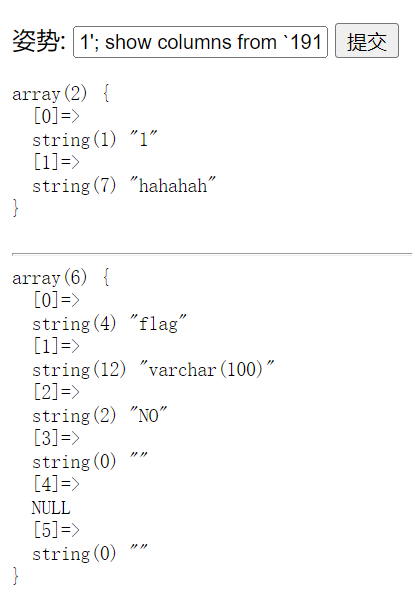 姿势: 1'; show columns from `191 提交
array(2) {
  [0]=>
  string(1) "1"
  [1]=>
  string(7) "hahahah"
}
array(6) {
  [0]=>
  string(4) "flag"
  [1]=>
  string(12) "varchar(100)"
  [2]=>
  string(2) "NO"
  [3]=>
  string(0) ""
  [4]=>
  NULL
  [5]=>
  string(0) ""
}